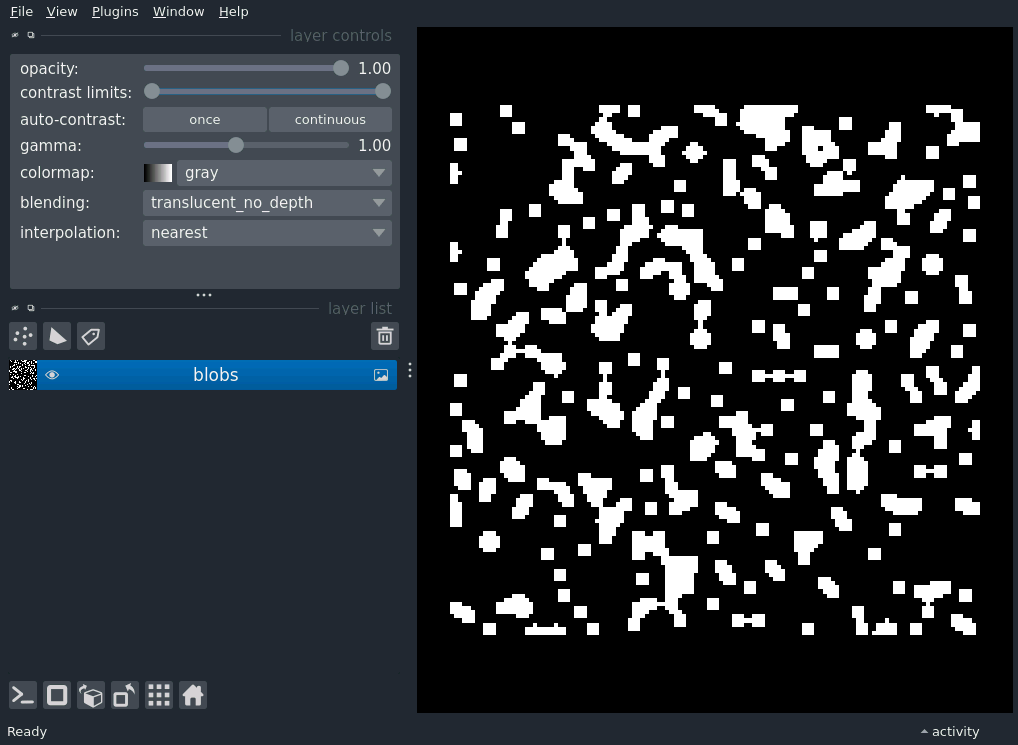 File View Plugins Window Help
layer controls
opacity: 1.00
contrast limits:
auto-contrast: once continuous
gamma: 1.00
colormap: gray
blending: translucent_no_depth
interpolation: nearest
layer list
blobs
Ready
activity